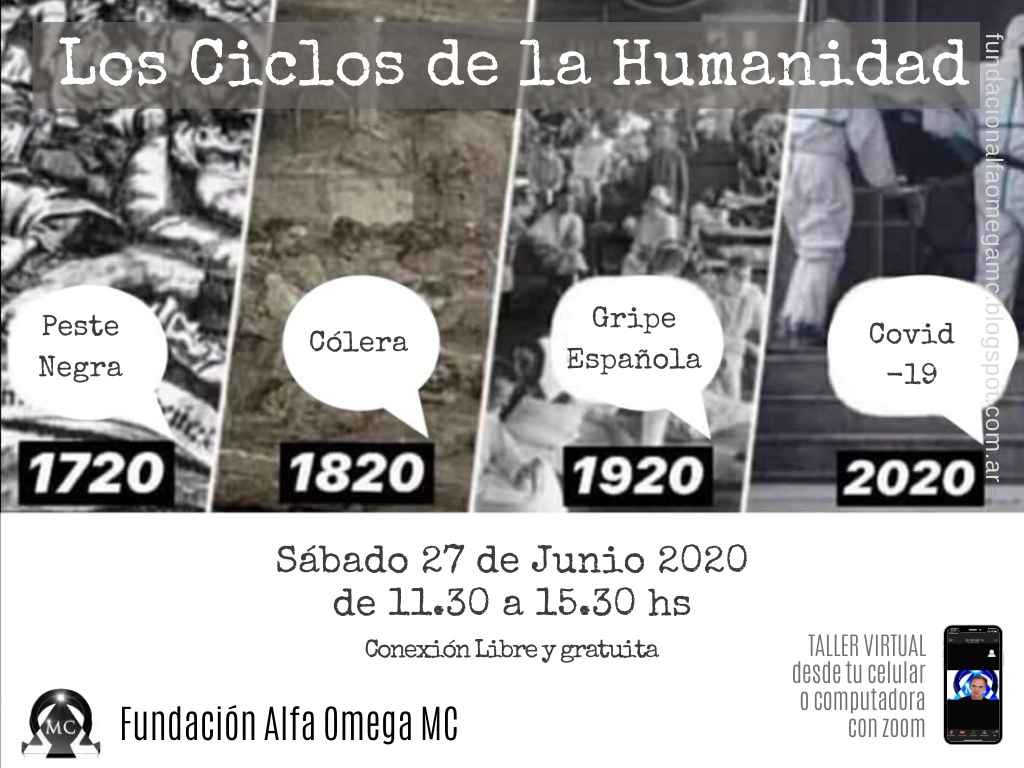 Los Ciclos de la Humanidad
fundacionalfaomegamc.blogspot.com.ar
Peste
Negra
Cólera
Gripe
Española
Covid
-19
1720
1820
1920
2020
Sábado 27 de Junio 2020
de 11.30 a 15.30 hs
Conexión Libre y gratuita
TALLER VIRTUAL
desde tu celular
o computadora
con zoom
MC
Fundación Alfa Omega MC